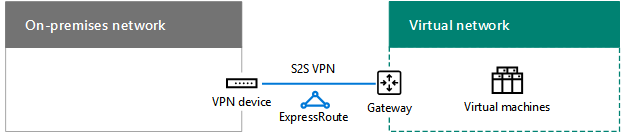 On-premises network
Virtual network
S2S VPN
VPN device
ExpressRoute
Gateway
Virtual machines